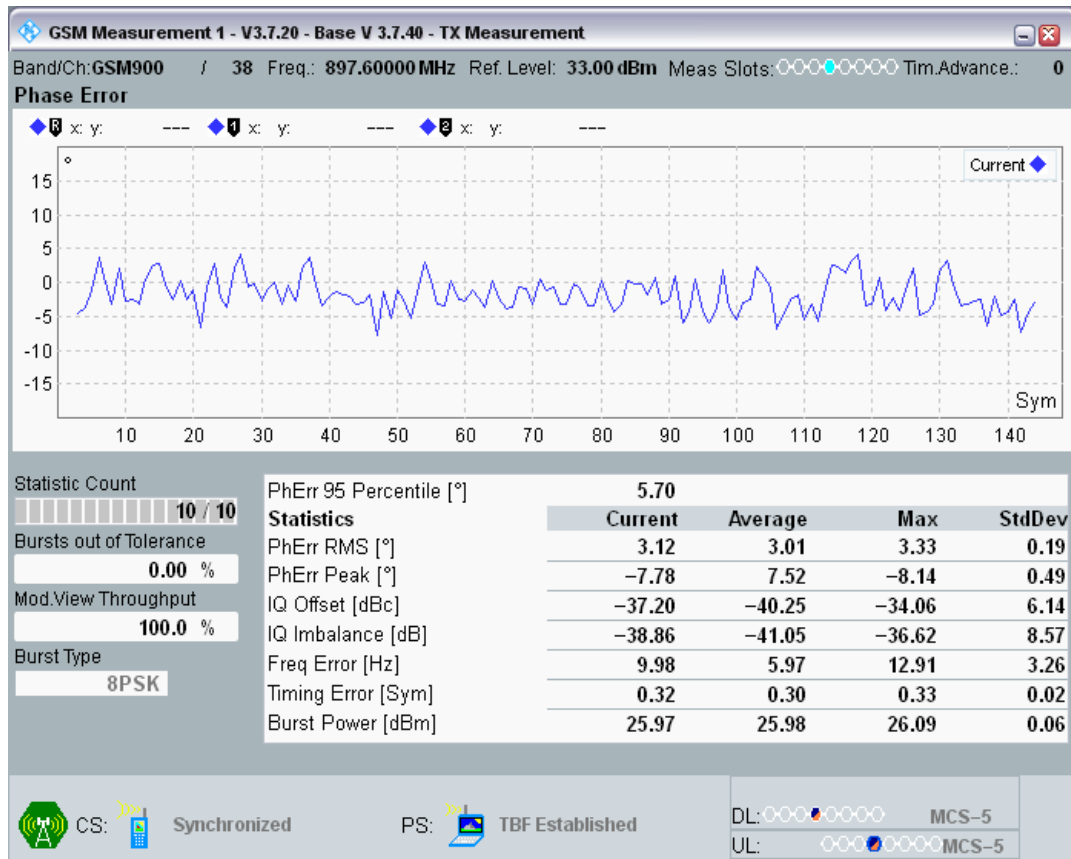 GSM Measurement 1 - V3.7.20 - Base V 3.7.40 - TX Measurement
Band/Ch:GSM900 / 38 Freq.: 897.60000 MHz Ref. Level: 33.00 dBm Meas Slots: Tim.Advance.: 0
Phase Error
R x: y: --- 1 x: y: --- 2 x: y: ---
°
Current
15
10
5
0
-5
-10
-15
Sym
10 20 30 40 50 60 70 80 90 100 110 120 130 140
Statistic Count
10 / 10
Bursts out of Tolerance
0.00 %
Mod.View Throughput
100.0 %
Burst Type
8PSK
PhErr 95 Percentile [°] 5.70
Statistics Current Average Max StdDev
PhErr RMS [°] 3.12 3.01 3.33 0.19
PhErr Peak [°] −7.78 7.52 −8.14 0.49
IQ Offset [dBc] −37.20 −40.25 −34.06 6.14
IQ Imbalance [dB] −38.86 −41.05 −36.62 8.57
Freq Error [Hz] 9.98 5.97 12.91 3.26
Timing Error [Sym] 0.32 0.30 0.33 0.02
Burst Power [dBm] 25.97 25.98 26.09 0.06
CS: Synchronized PS: TBF Established
DL: MCS−5
UL: MCS−5